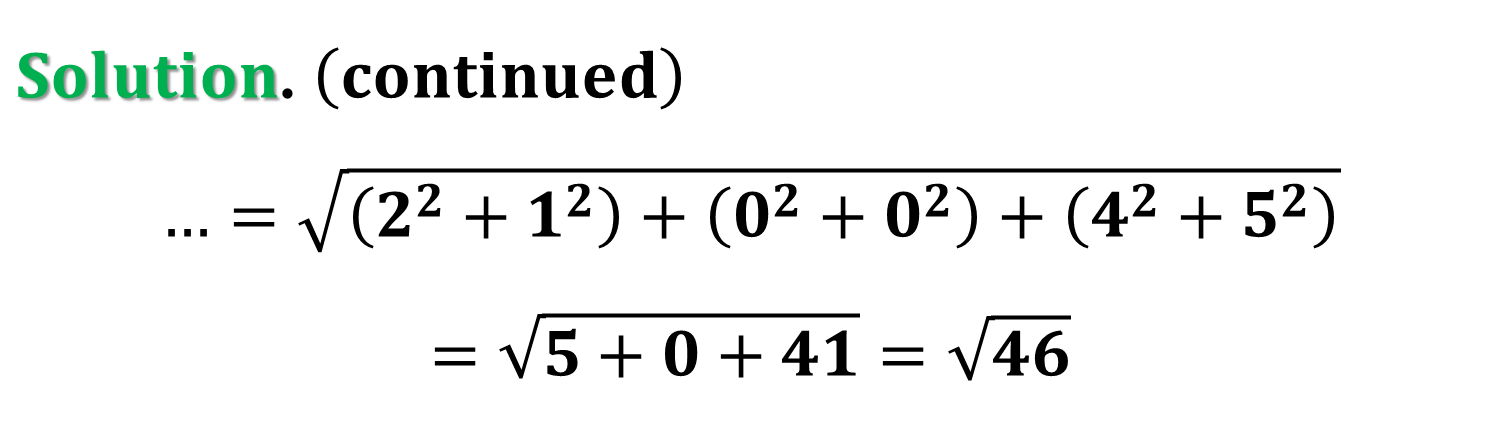 Solution. (continued)
… = √((2² + 1²) + (0² + 0²) + (4² + 5²))
= √(5 + 0 + 41) = √46